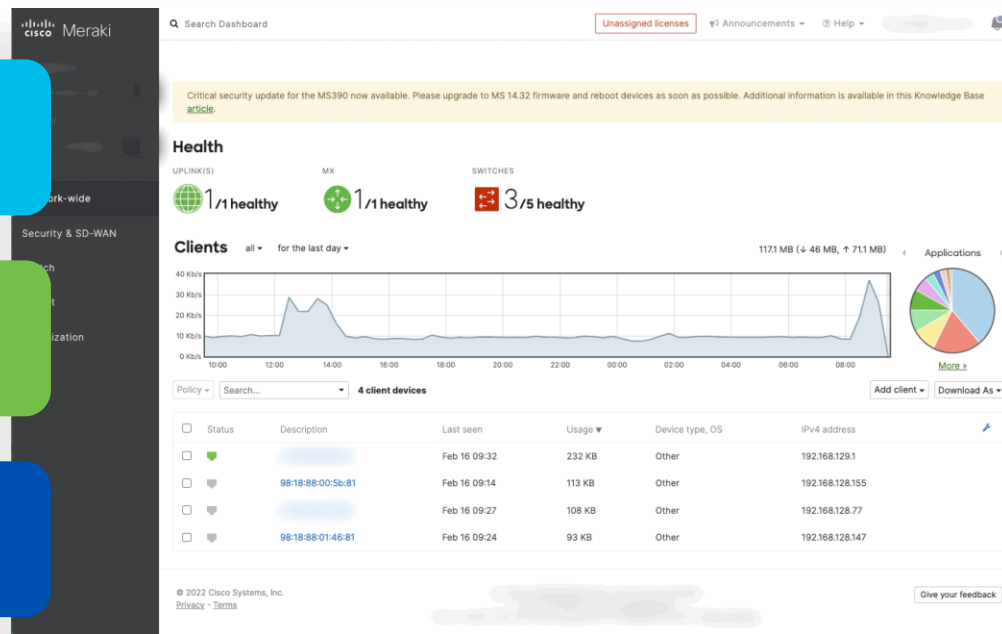 CISCO Meraki
Search Dashboard
Unassigned licenses
Announcements
Help
Critical security update for the MS390 now available. Please upgrade to MS 14.32 firmware and reboot devices as soon as possible. Additional information is available in this Knowledge Base
article.
Health
UPLINK(S) MX SWITCHES
1/1 healthy 1/1 healthy 3/5 healthy
Security & SD-WAN
Clients all for the last day 117.1 MB (↓ 46 MB, ↑ 71.1 MB) Applications
40 Kb/s
30 Kb/s
20 Kb/s
10 Kb/s
0 Kb/s
10:00 12:00 14:00 16:00 18:00 20:00 22:00 00:00 02:00 04:00 06:00 08:00
More »
Policy Search... 4 client devices Add client Download As
Status Description Last seen Usage ▼ Device type, OS IPv4 address
Feb 16 09:32 232 KB Other 192.168.129.1
98:18:88:00:5b:81 Feb 16 09:14 113 KB Other 192.168.128.155
Feb 16 09:27 108 KB Other 192.168.128.77
98:18:88:01:46:81 Feb 16 09:24 93 KB Other 192.168.128.147
© 2022 Cisco Systems, Inc.
Privacy - Terms
Give your feedback